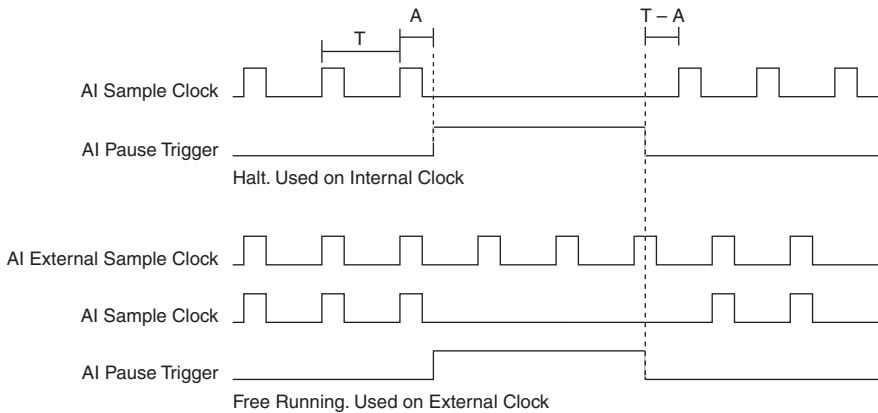 A
T – A
T
AI Sample Clock
AI Pause Trigger
Halt. Used on Internal Clock
AI External Sample Clock
AI Sample Clock
AI Pause Trigger
Free Running. Used on External Clock